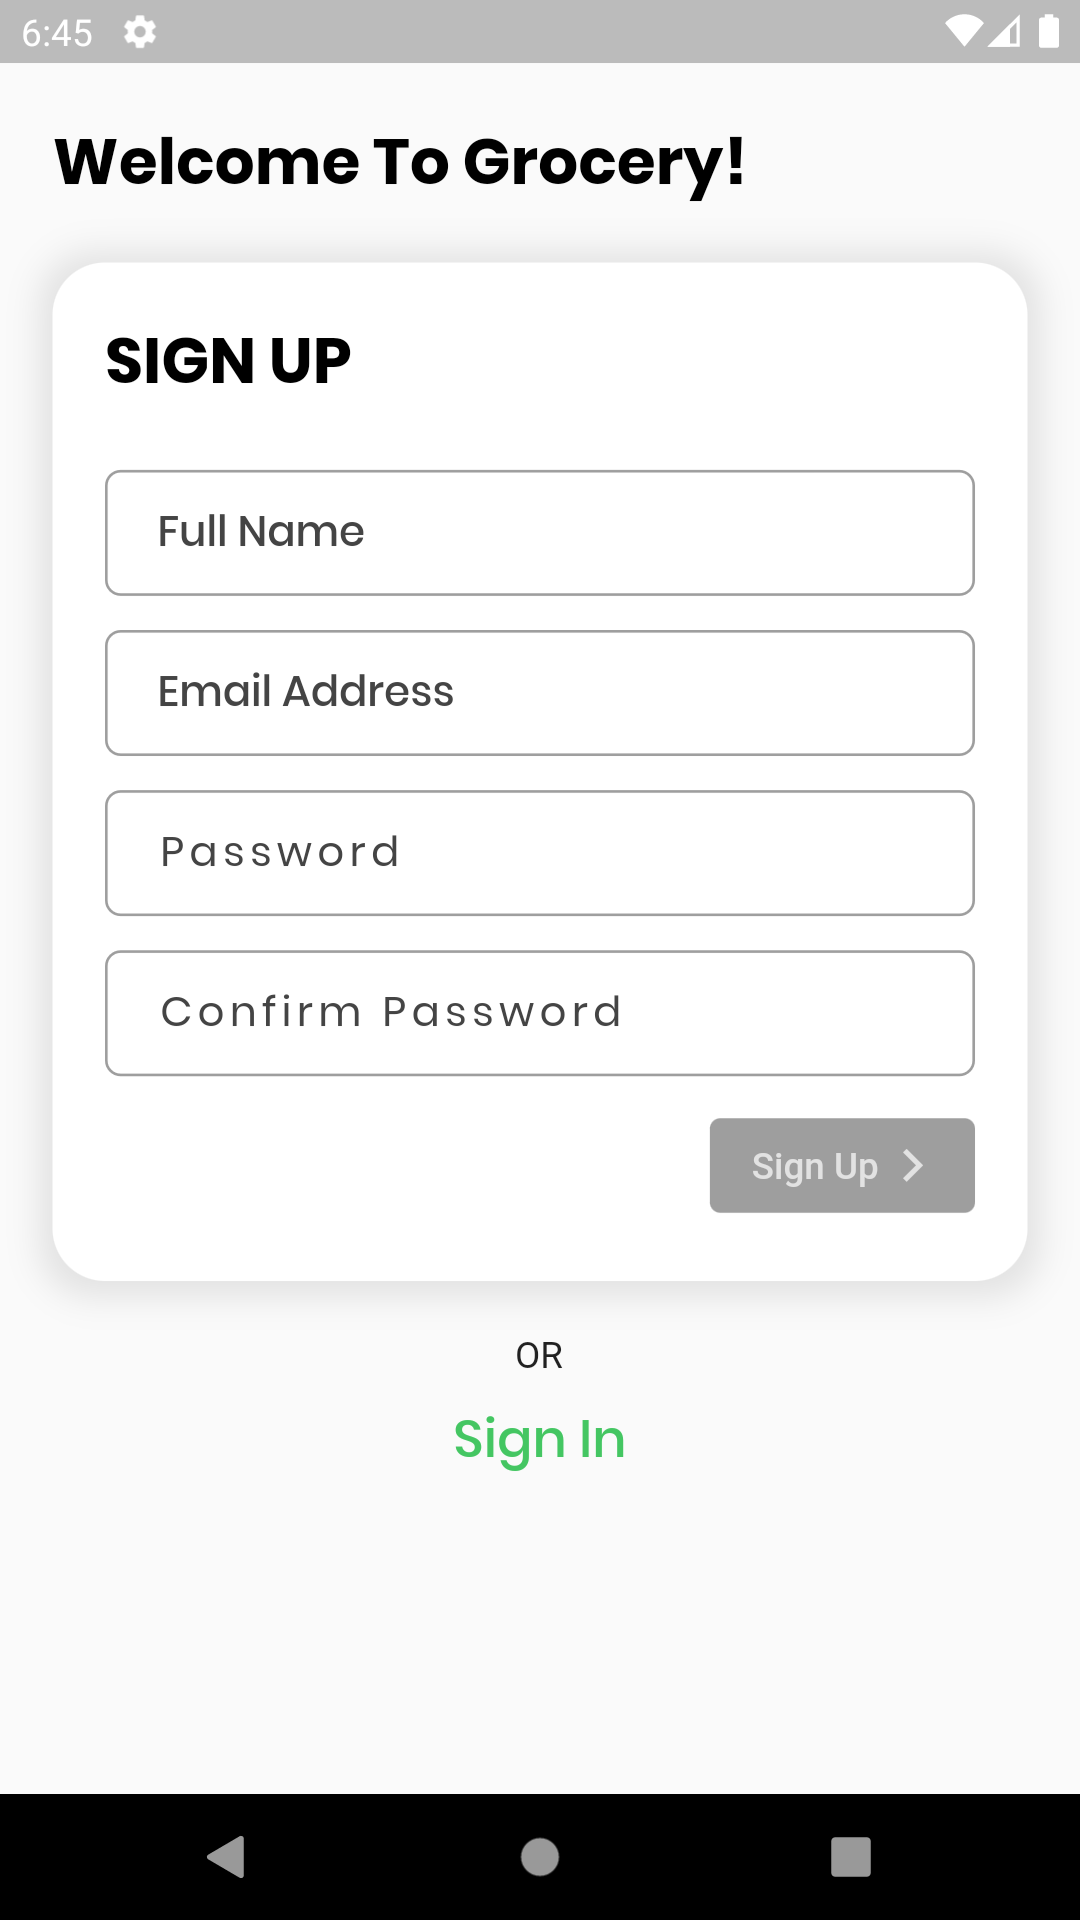 6:45
Welcome To Grocery!
SIGN UP
Full Name
Email Address
Password
Confirm Password
Sign Up
OR
Sign In